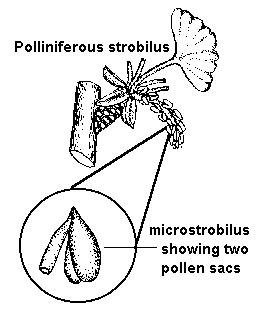 Polliniferous strobilus
microstrobilus
showing two
pollen sacs